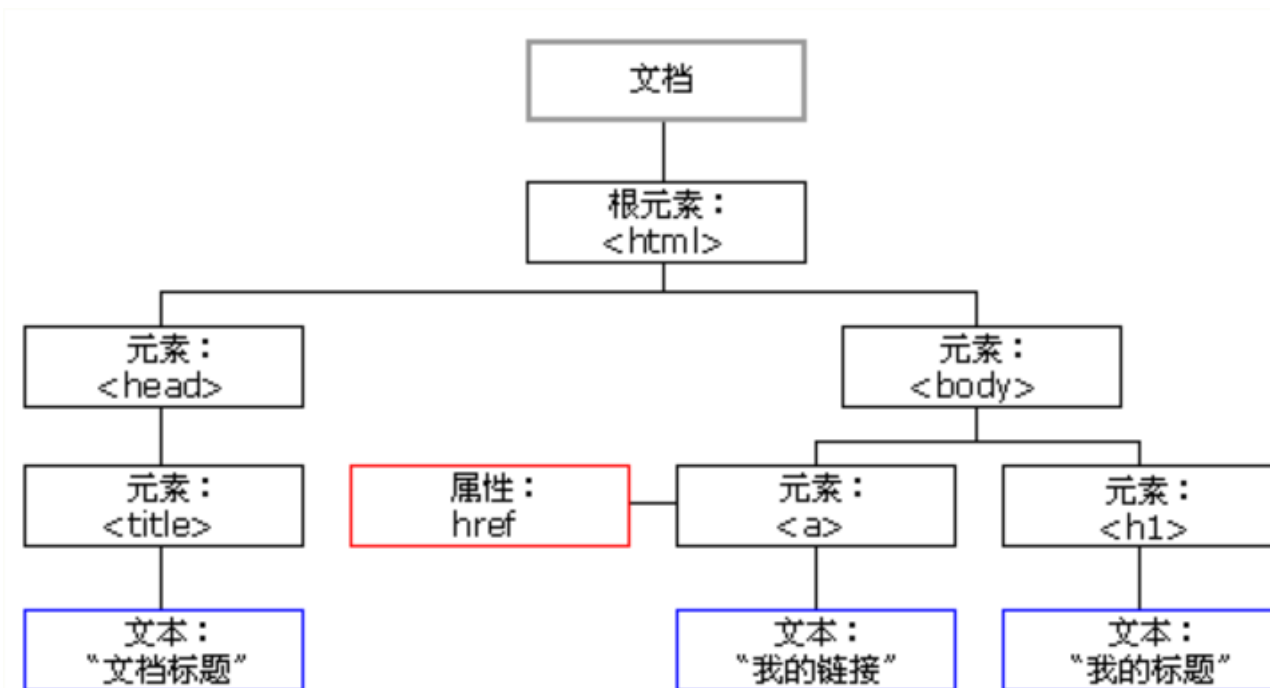 文档
根元素：
<html>
元素：
<head>
元素：
<body>
元素：
<title>
属性：
href
元素：
<a>
元素：
<h1>
文本：
“文档标题”
文本：
“我的链接”
文本：
“我的标题”